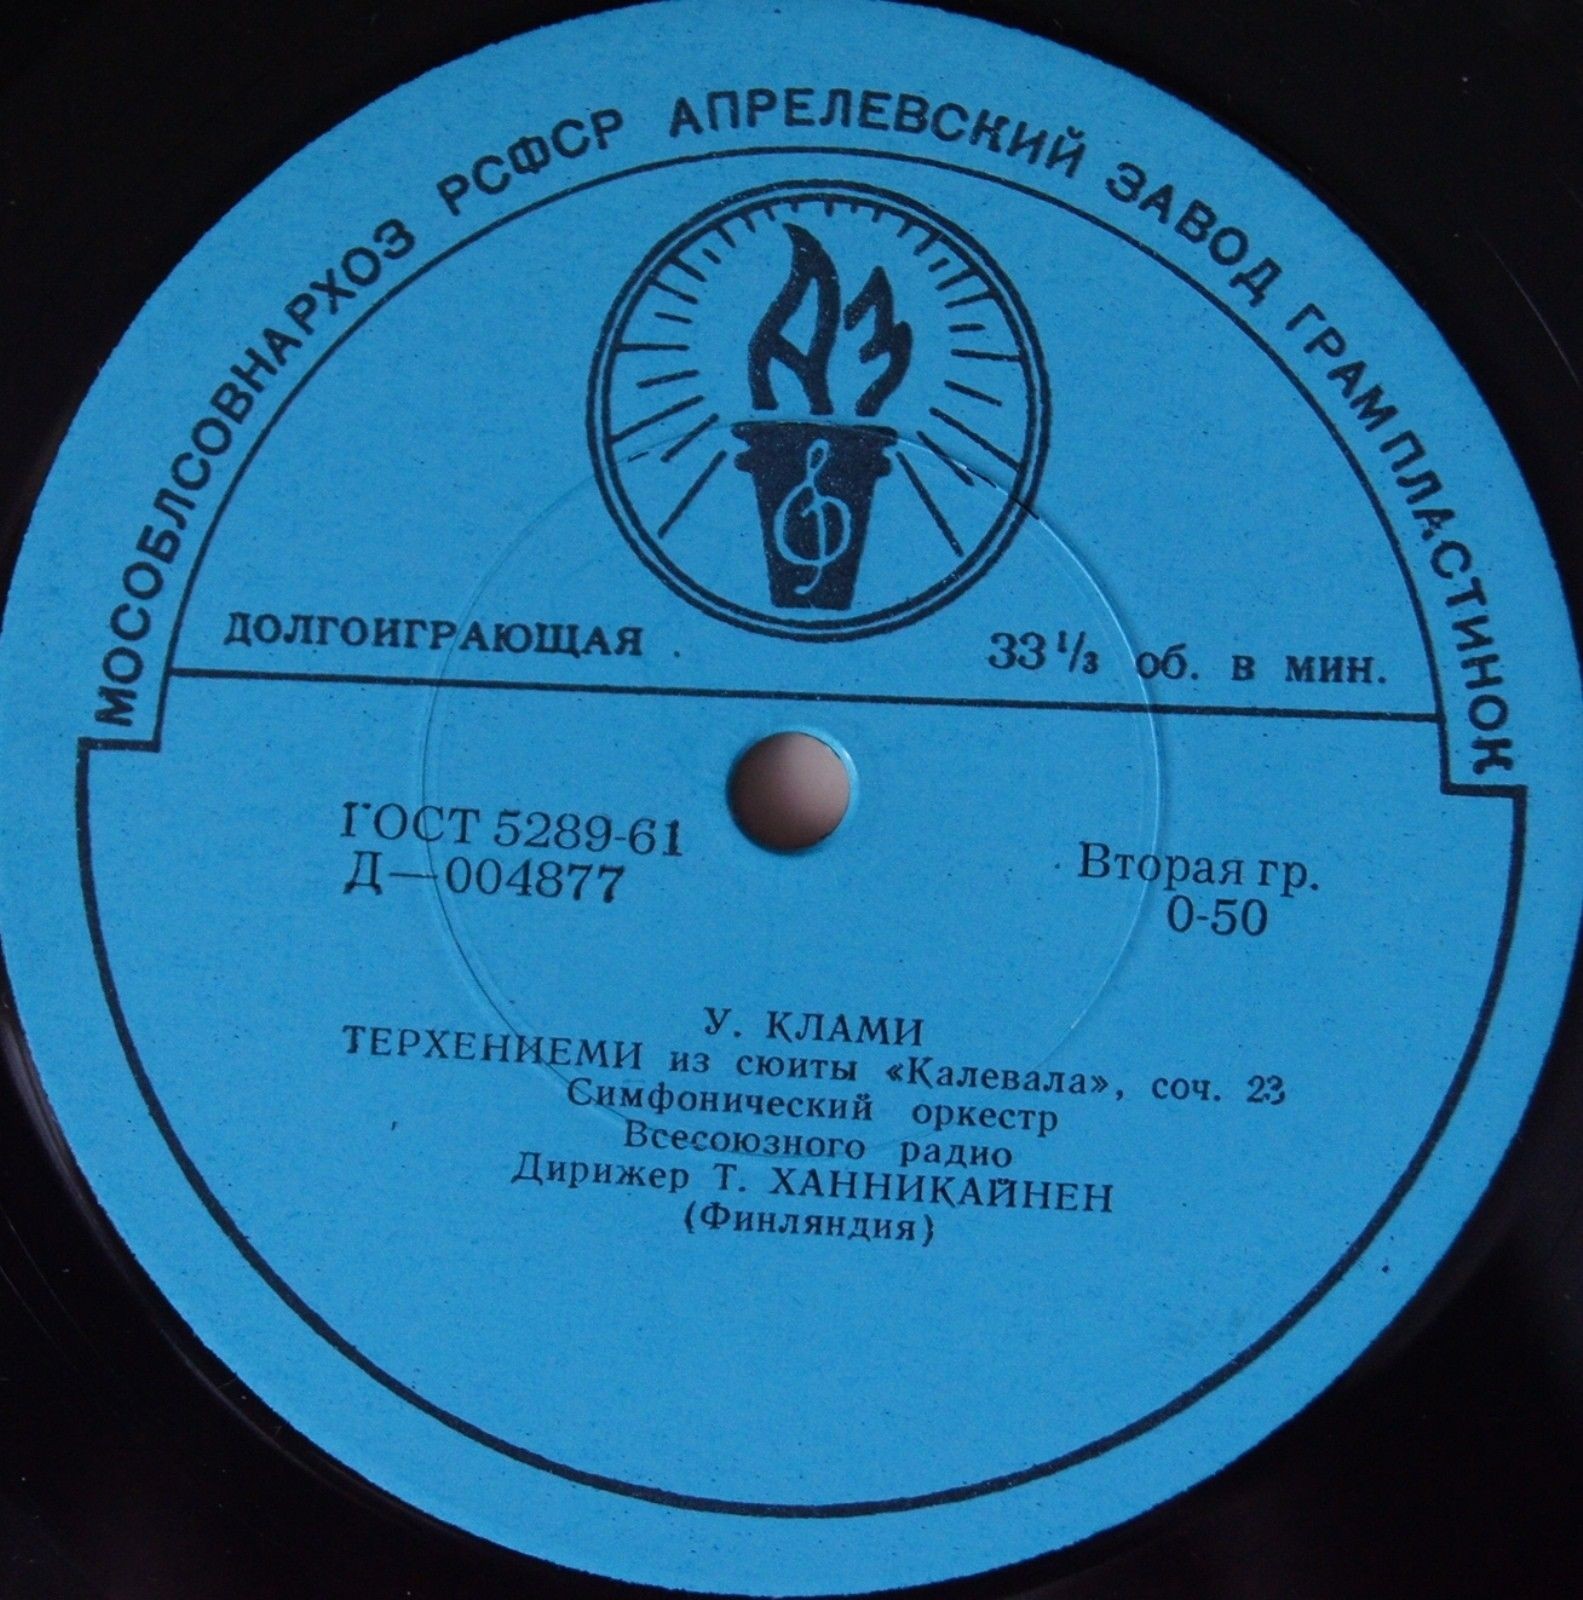 МОСОБЛСОВНАРХОЗ РСФСР АПРЕЛЕВСКИЙ ЗАВОД ГРАМПЛАСТИНОК
АЗ
ДОЛГОИГРАЮЩАЯ 33 1/3 об. в мин.
ГОСТ 5289-61
Д—004877
Вторая гр.
0-50
У. КЛАМИ
ТЕРХЕНИЕМИ из сюиты «Калевала», соч. 23
Симфонический оркестр
Всесоюзного радио
Дирижер Т. ХАННИКАЙНЕН
(Финляндия)